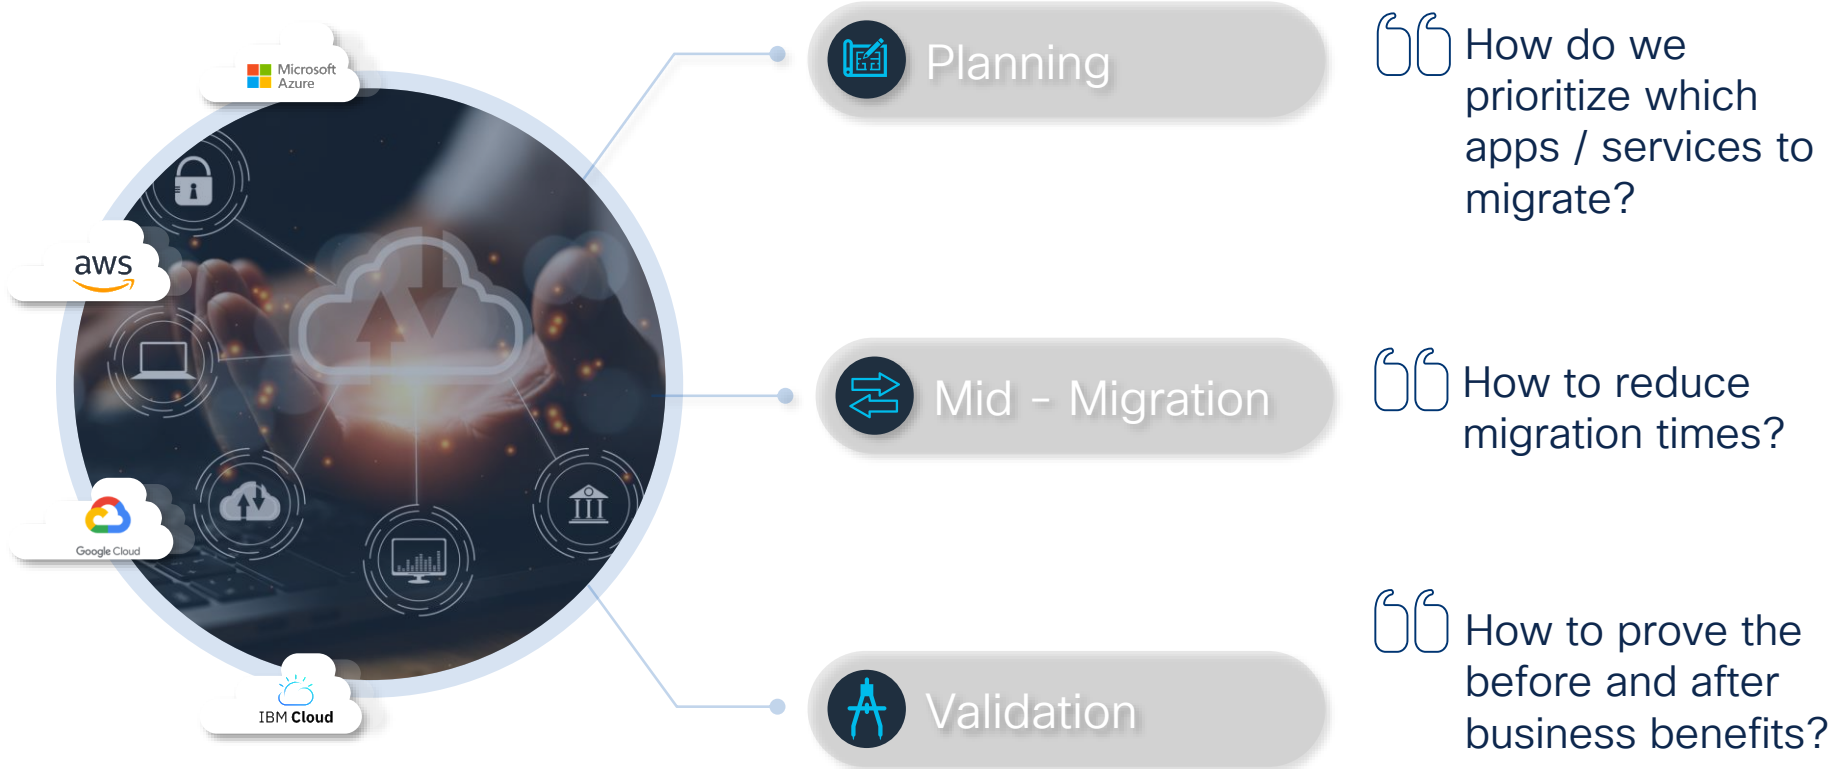 Microsoft
Azure
aws
Google Cloud
IBM Cloud
Planning
How do we
prioritize which
apps / services to
migrate?
Mid - Migration
How to reduce
migration times?
Validation
How to prove the
before and after
business benefits?